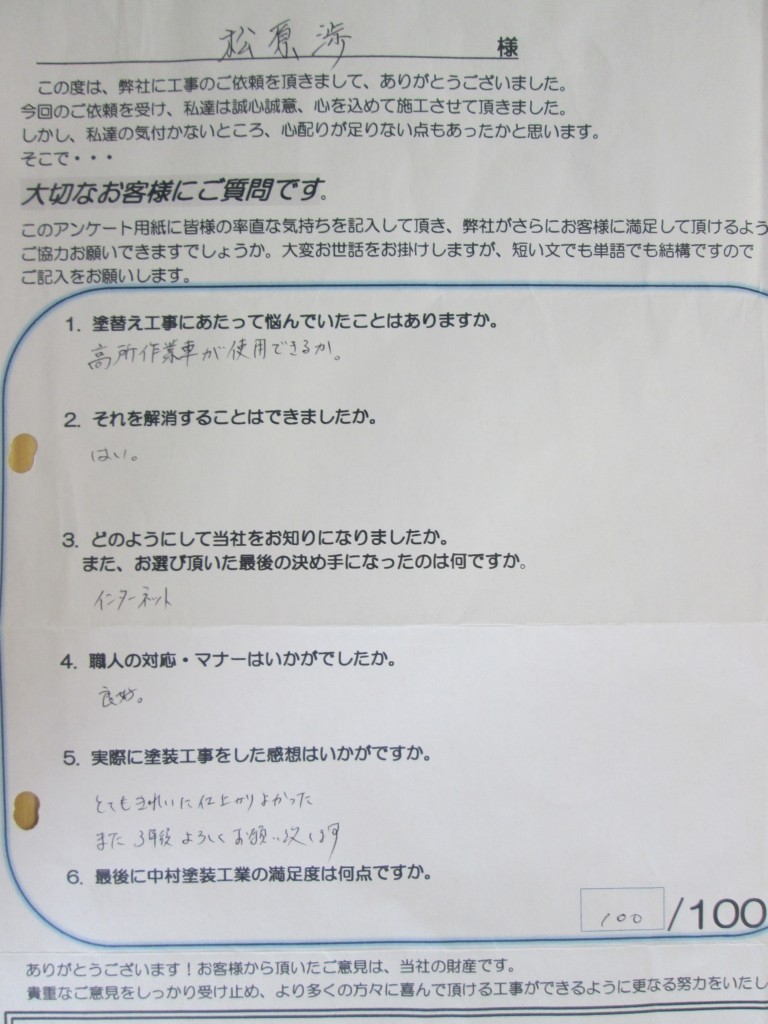 松原渉 様
この度は、弊社に工事のご依頼を頂きまして、ありがとうございました。
今回のご依頼を受け、私達は誠心誠意、心を込めて施工させて頂きました。
しかし、私達の気付かないところ、心配りが足りない点もあったかと思います。
そこで・・・
大切なお客様にご質問です。
このアンケート用紙に皆様の率直な気持ちを記入して頂き、弊社がさらにお客様に満足して頂けるよう
ご協力お願いできますでしょうか。大変お世話をお掛けしますが、短い文でも単語でも結構ですので
ご記入をお願いします。
1. 塗替え工事にあたって悩んでいたことはありますか。
高所作業車が使用できるか。
2. それを解消することはできましたか。
はい。
3. どのようにして当社をお知りになりましたか。
また、お選び頂いた最後の決め手になったのは何ですか。
インターネット
4. 職人の対応・マナーはいかがでしたか。
良好。
5. 実際に塗装工事をした感想はいかがですか。
とてもきれいに仕上がりよかった
また3年後よろしくお願い致します
6. 最後に中村塗装工業の満足度は何点ですか。
100/100
ありがとうございます!お客様から頂いたご意見は、当社の財産です。
貴重なご意見をしっかり受け止め、より多くの方々に喜んで頂ける工事ができるように更なる努力をいたし